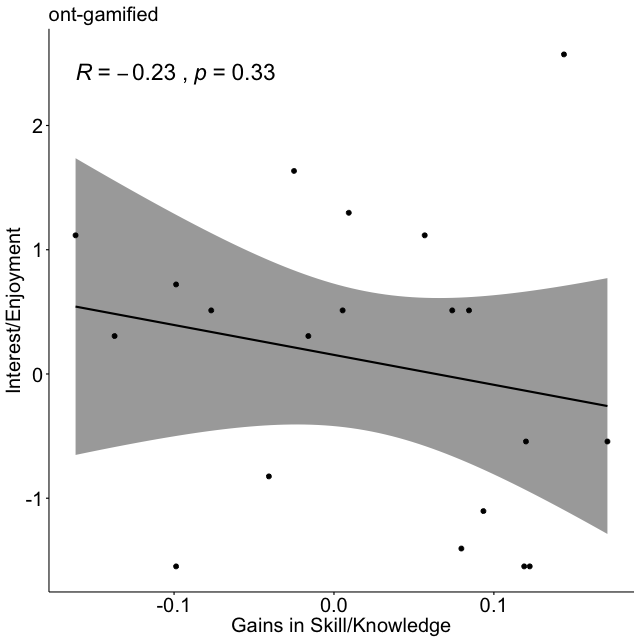 ont-gamified
R = −0.23 , p = 0.33
2
1
0
-1
Interest/Enjoyment
-0.1 0.0 0.1
Gains in Skill/Knowledge